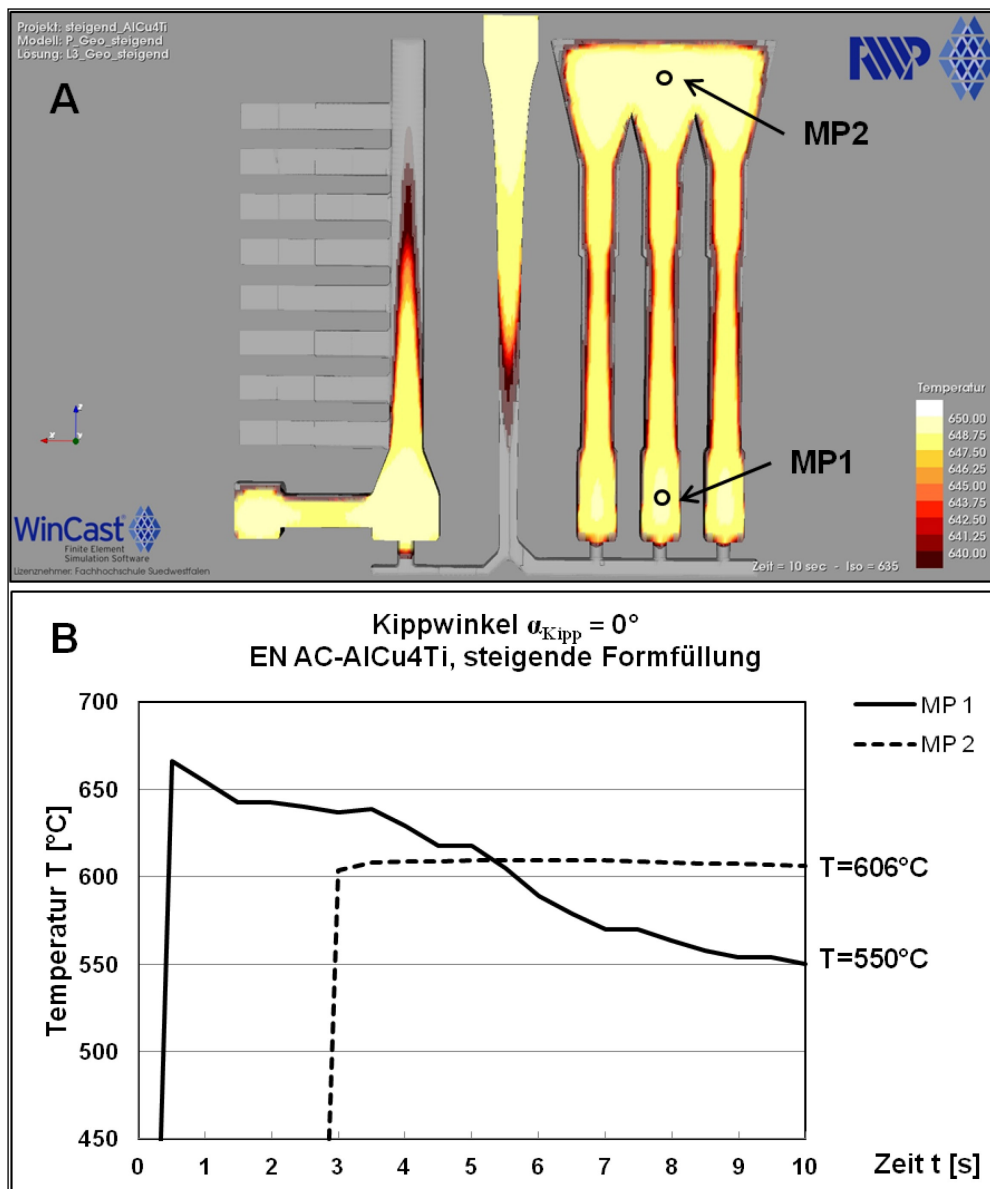 Projekt: steigend_AlCu4Ti
Modell: P_Geo_steigend
Lösung: L3_Geo_steigend
RWP
A
MP2
MP1
Temperatur
650.00
648.75
647.50
646.25
645.00
643.75
642.50
641.25
640.00
z
x
Y
WinCast®
Finite Element
Simulation Software
Lizenznehmer: Fachhochschule Suedwestfalen
Zeit = 10 sec - Iso = 635
B
Kippwinkel αKipp = 0°
EN AC-AlCu4Ti, steigende Formfüllung
700
650
600
550
500
450
Temperatur T [°C]
MP 1
MP 2
T=606°C
T=550°C
0 1 2 3 4 5 6 7 8 9 10
Zeit t [s]